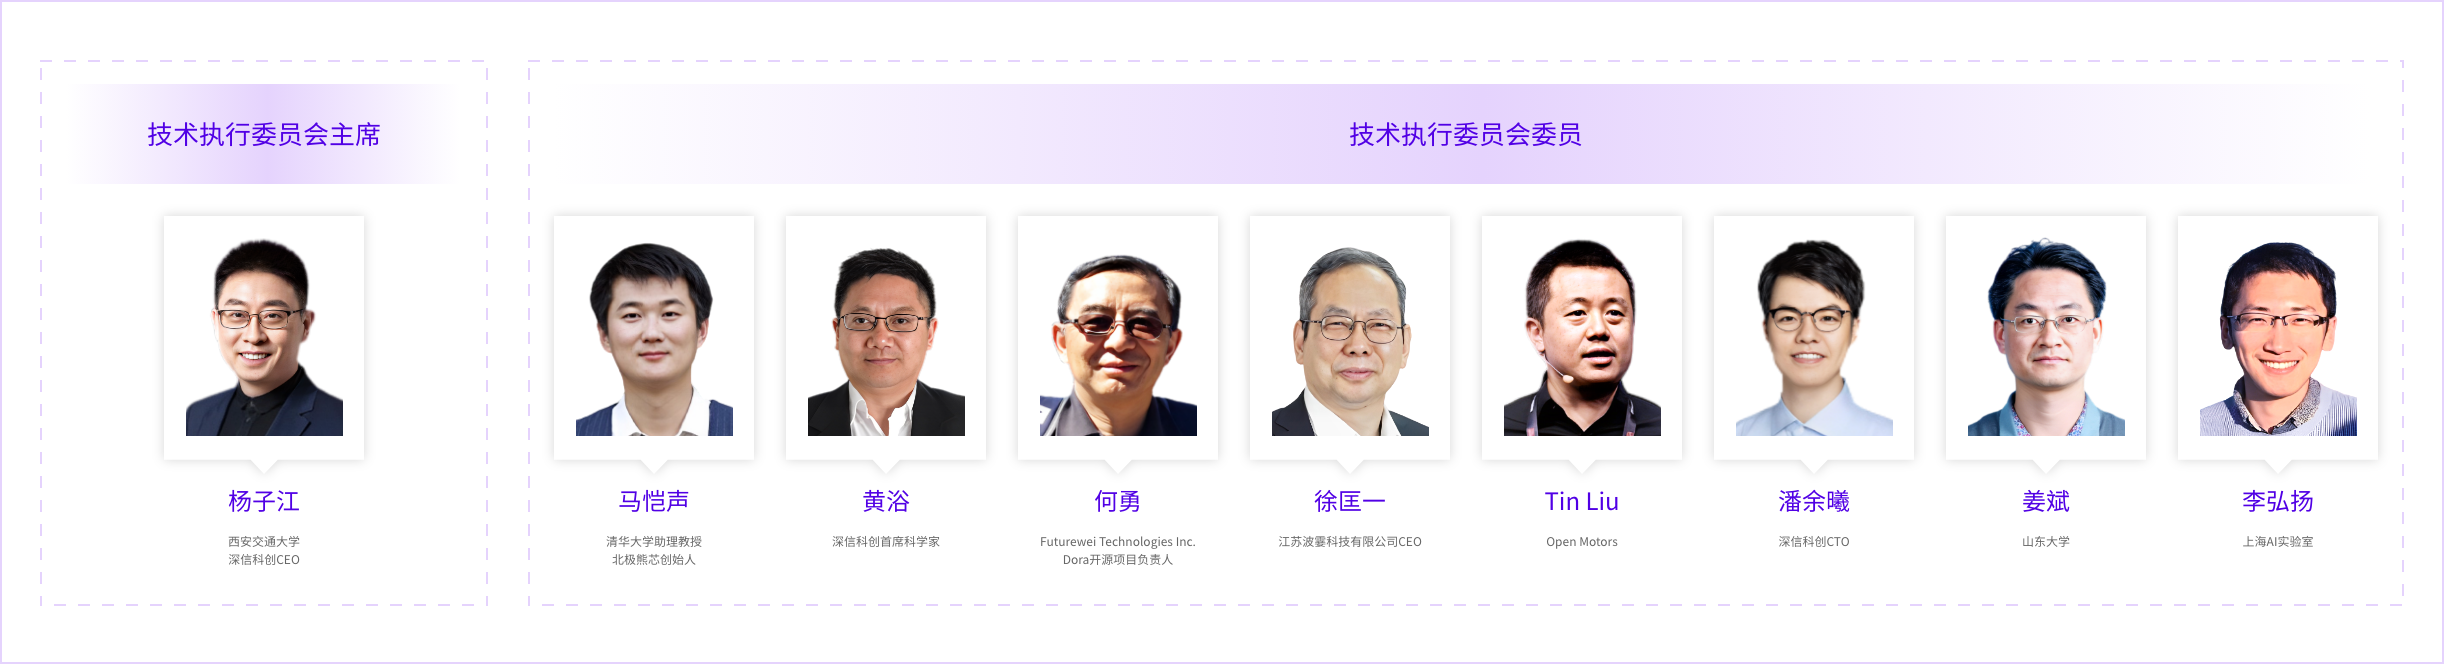 技术执行委员会主席
杨子江
西安交通大学
深信科创CEO
技术执行委员会委员
马恺声
清华大学助理教授
北极熊芯创始人
黄浴
深信科创首席科学家
何勇
Futurewei Technologies Inc.
Dora开源项目负责人
徐匡一
江苏波霎科技有限公司CEO
Tin Liu
Open Motors
潘余曦
深信科创CTO
姜斌
山东大学
李弘扬
上海AI实验室